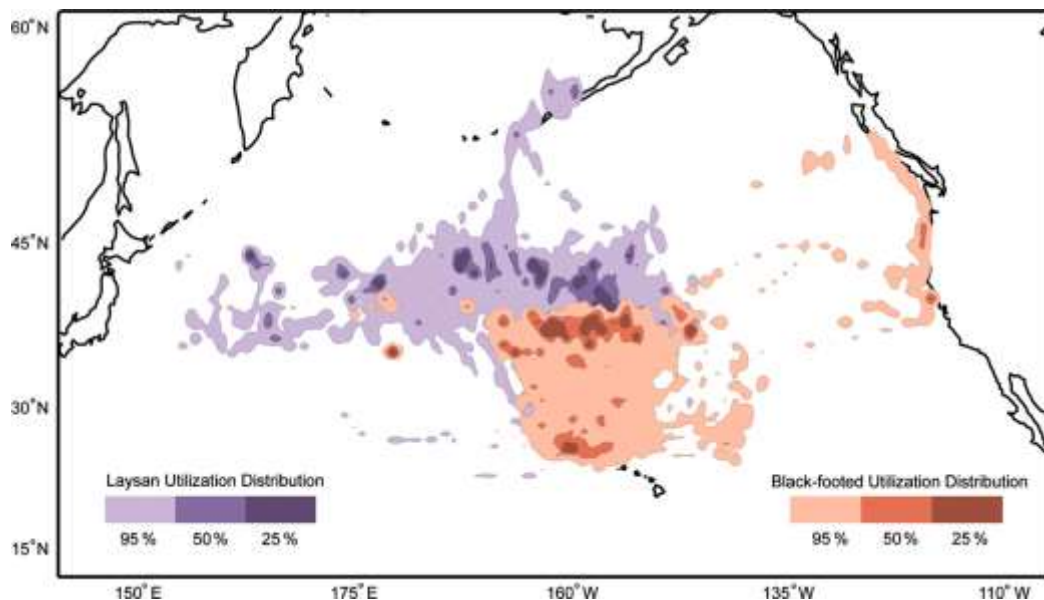 60°N
45°N
30°N
15°N
Laysan Utilization Distribution
95 % 50 % 25 %
Black-footed Utilization Distribution
95 % 50 % 25 %
150°E 175°E 160°W 135°W 110°W